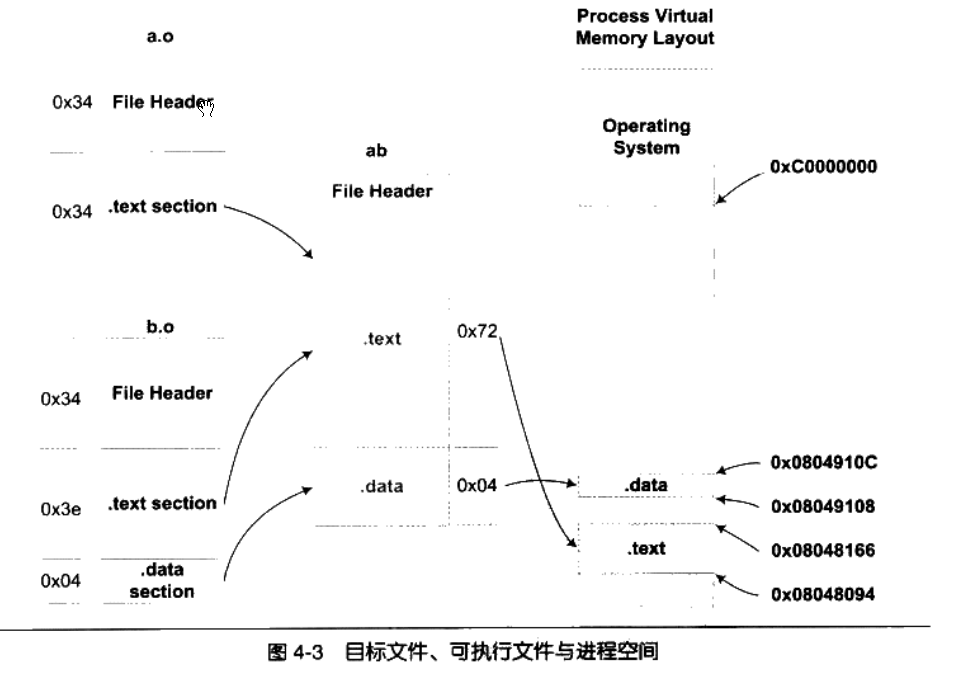 a.o
0x34
File Header
0x34
.text section
b.o
0x34
File Header
0x3e
.text section
0x04
.data
section
ab
File Header
.text
0x72
.data
0x04
Process Virtual
Memory Layout
Operating
System
0xC0000000
0x0804910C
.data
0x08049108
0x08048166
.text
0x08048094
图 4-3 目标文件、可执行文件与进程空间